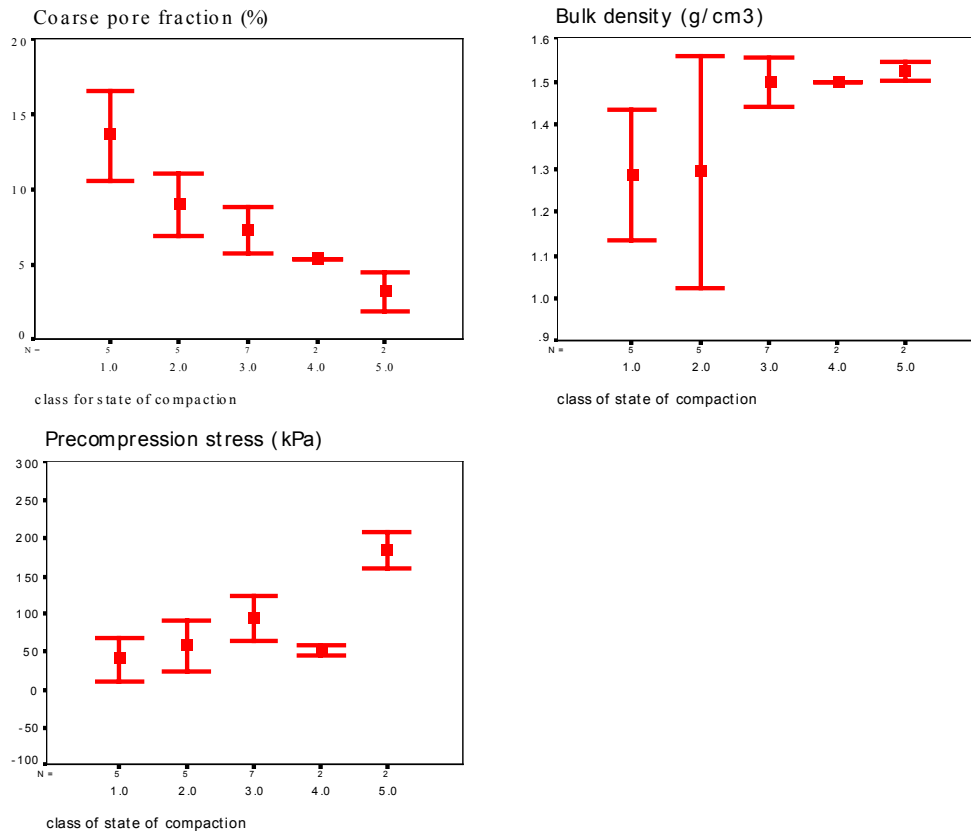 Coarse pore fraction (%)
20
15
10
5
0
N = 5 5 7 2 2
1.0 2.0 3.0 4.0 5.0
class for state of compaction
Bulk density (g/cm3)
1.6
1.5
1.4
1.3
1.2
1.1
1.0
.9
N = 5 5 7 2 2
1.0 2.0 3.0 4.0 5.0
class of state of compaction
Precompression stress (kPa)
300
250
200
150
100
50
0
-50
-100
N = 5 5 7 2 2
1.0 2.0 3.0 4.0 5.0
class of state of compaction